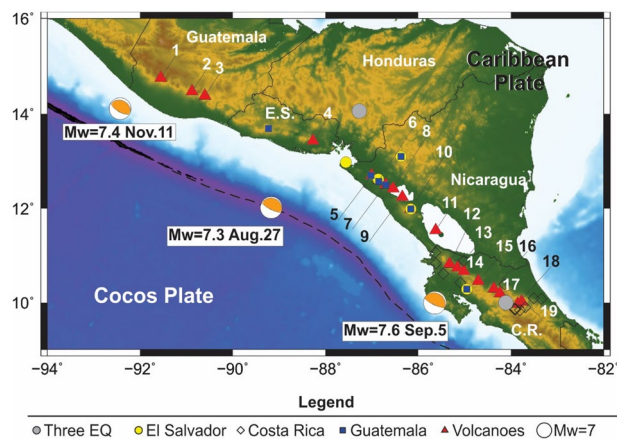 16°
14°
12°
10°
Guatemala
Honduras
Caribbean
Plate
1
2
3
E.S.
4
6
8
10
Mw=7.4 Nov.11
Nicaragua
5
7
9
11
12
13
Mw=7.3 Aug.27
14
15
16
18
17
19
Cocos Plate
Mw=7.6 Sep.5
C.R.
−94° −92° −90° −88° −86° −84° −82°
Legend
Three EQ El Salvador Costa Rica Guatemala Volcanoes Mw=7